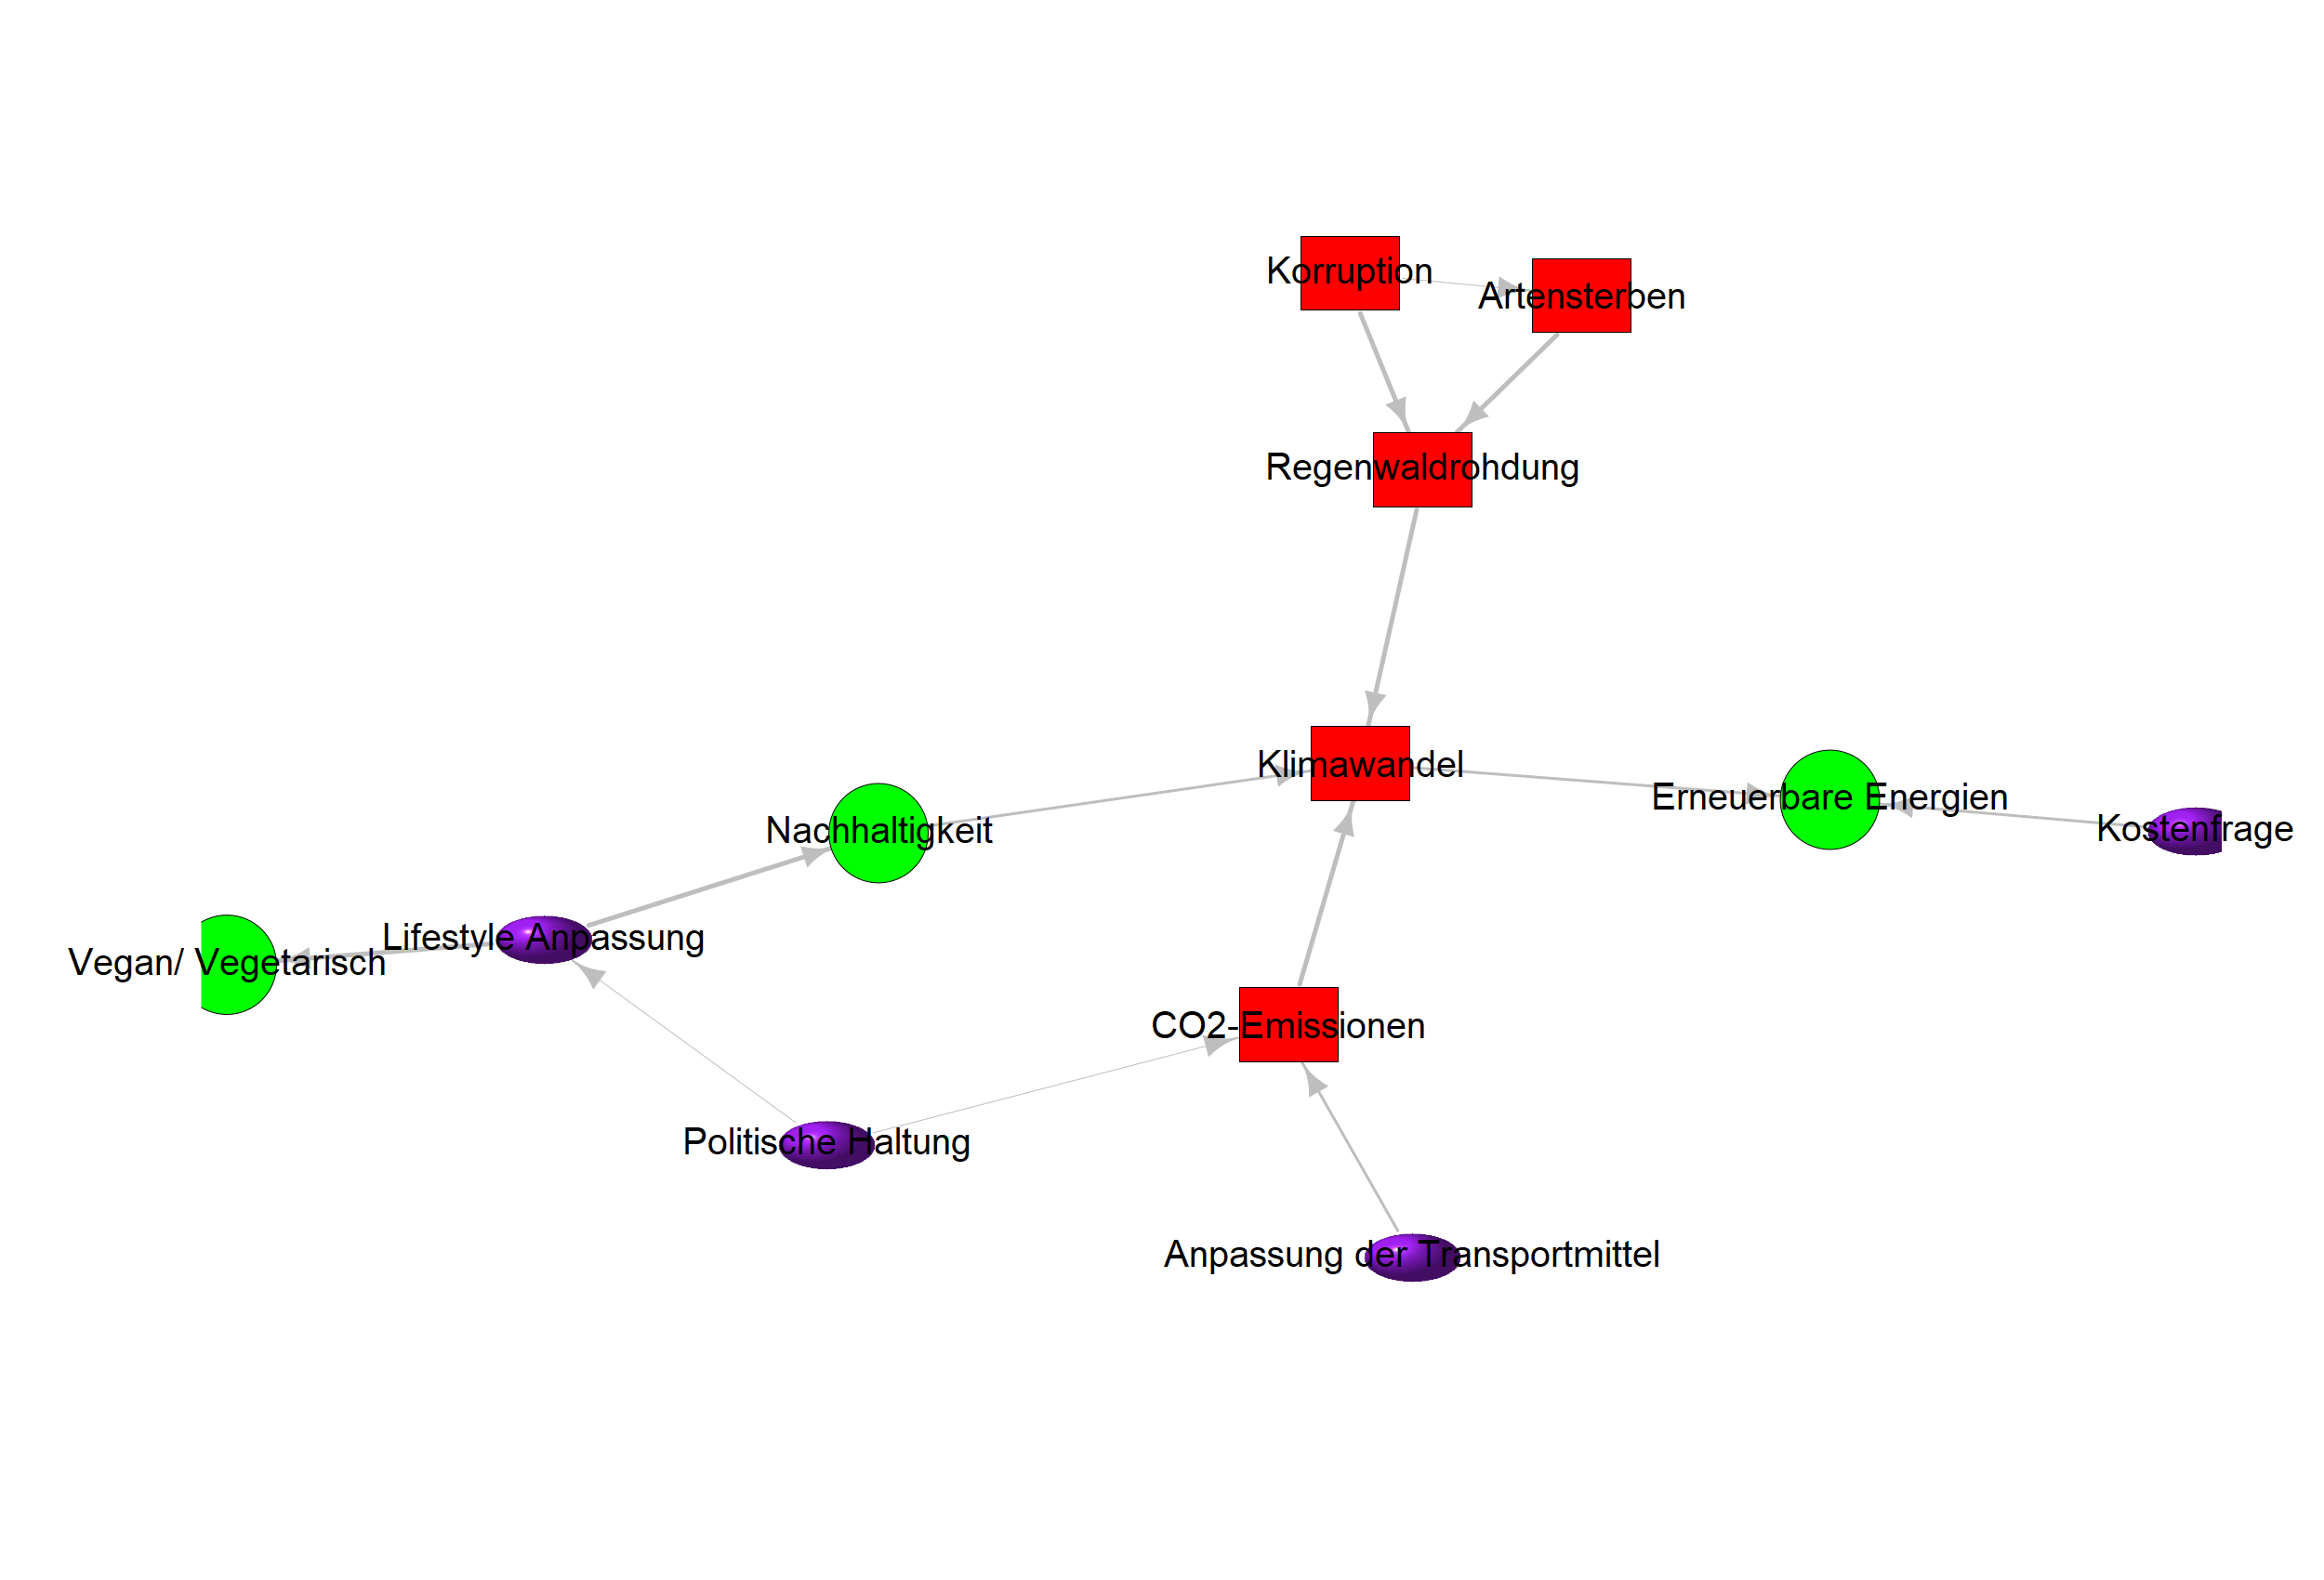 Korruption
Artensterben
Regenwaldrohdung
Klimawandel
Erneuerbare Energien
Nachhaltigkeit
Kostenfrage
Lifestyle Anpassung
Vegan/ Vegetarisch
CO2-Emissionen
Politische Haltung
Anpassung der Transportmittel